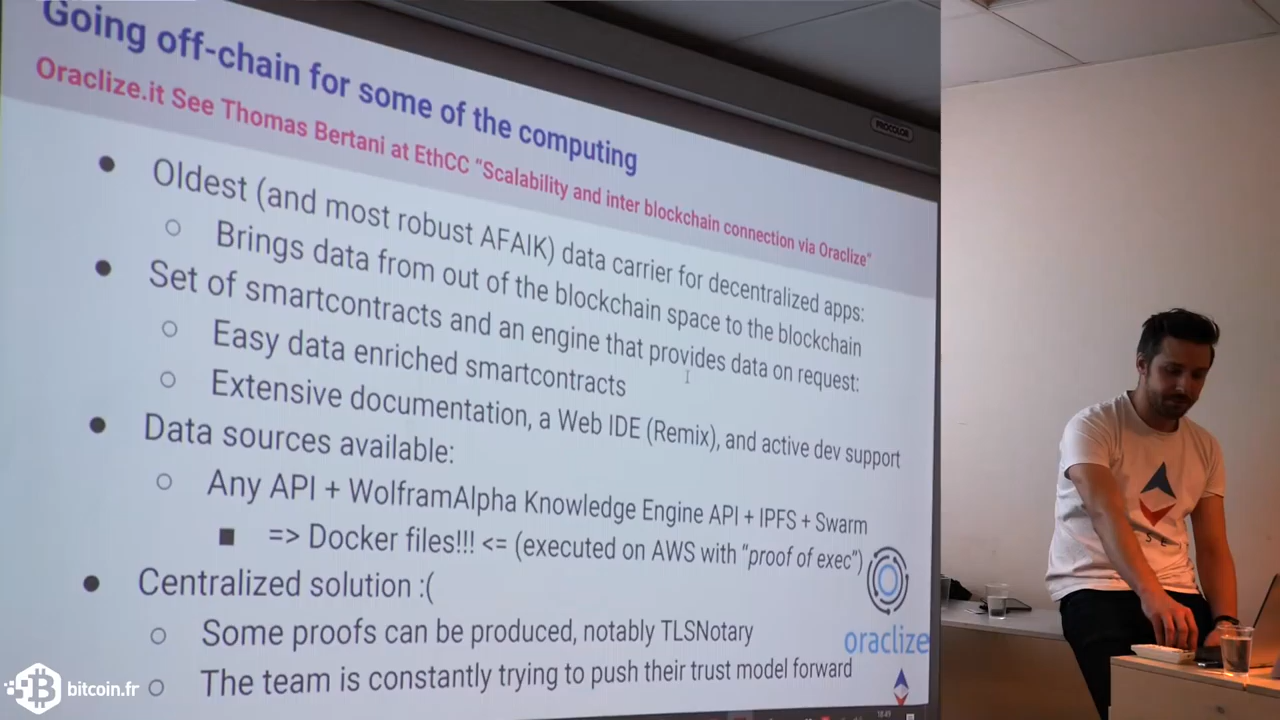 Going off-chain for some of the computing
Oraclize.it See Thomas Bertani at EthCC “Scalability and inter blockchain connection via Oraclize”
PROCOLOR
● Oldest (and most robust AFAIK) data carrier for decentralized apps:
○ Brings data from out of the blockchain space to the blockchain
● Set of smartcontracts and an engine that provides data on request:
○ Easy data enriched smartcontracts
○ Extensive documentation, a Web IDE (Remix), and active dev support
● Data sources available:
○ Any API + WolframAlpha Knowledge Engine API + IPFS + Swarm
■ => Docker files!!! <= (executed on AWS with “proof of exec”)
● Centralized solution :(
○ Some proofs can be produced, notably TLSNotary
○ The team is constantly trying to push their trust model forward
oraclize
bitcoin.fr